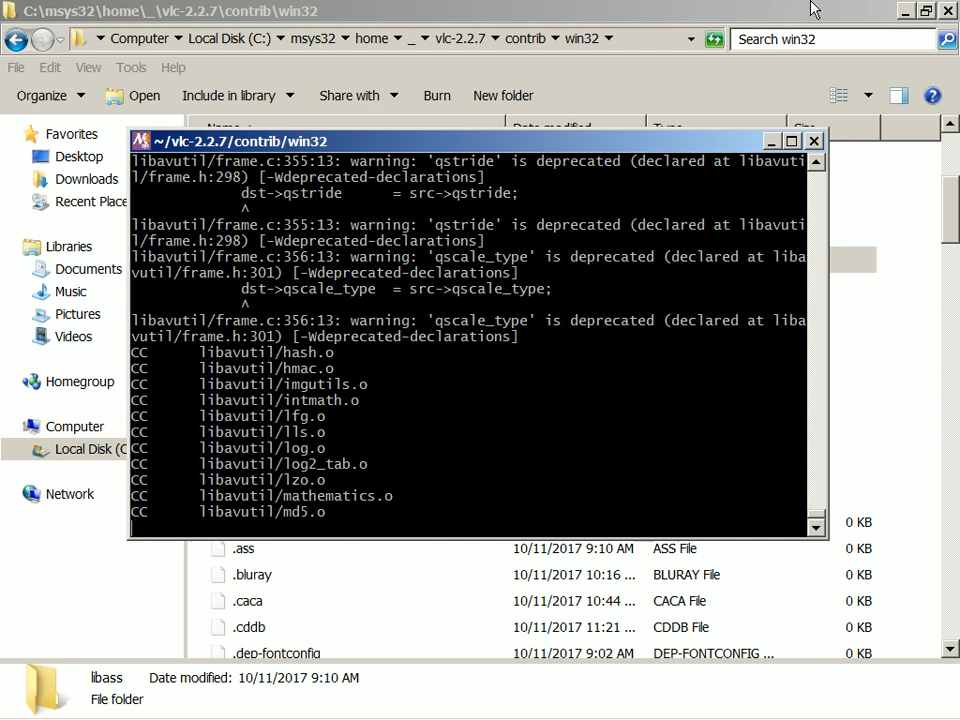 C:\msys32\home\_\vlc-2.2.7\contrib\win32
Computer Local Disk (C:) msys32 home _ vlc-2.2.7 contrib win32 Search win32
File Edit View Tools Help
Organize Open Include in library Share with Burn New folder
Favorites
Desktop
Downloads
Recent Place
Libraries
Documents
Music
Pictures
Videos
Homegroup
Computer
Local Disk (C
Network
~/vlc-2.2.7/contrib/win32
libavutil/frame.c:355:13: warning: 'qstride' is deprecated (declared at libavuti
l/frame.h:298) [-Wdeprecated-declarations]
dst->qstride = src->qstride;
^
libavutil/frame.c:355:13: warning: 'qstride' is deprecated (declared at libavuti
l/frame.h:298) [-Wdeprecated-declarations]
libavutil/frame.c:356:13: warning: 'qscale_type' is deprecated (declared at liba
vutil/frame.h:301) [-Wdeprecated-declarations]
dst->qscale_type = src->qscale_type;
^
libavutil/frame.c:356:13: warning: 'qscale_type' is deprecated (declared at liba
vutil/frame.h:301) [-Wdeprecated-declarations]
CC libavutil/hash.o
CC libavutil/hmac.o
CC libavutil/imgutils.o
CC libavutil/intmath.o
CC libavutil/lfg.o
CC libavutil/lls.o
CC libavutil/log.o
CC libavutil/log2_tab.o
CC libavutil/lzo.o
CC libavutil/mathematics.o
CC libavutil/md5.o
0 KB
.ass 10/11/2017 9:10 AM ASS File 0 KB
.bluray 10/11/2017 10:16 ... BLURAY File 0 KB
.caca 10/11/2017 10:44 ... CACA File 0 KB
.cddb 10/11/2017 11:21 ... CDDB File 0 KB
.dep-fontconfig 10/11/2017 9:02 AM DEP-FONTCONFIG ... 0 KB
libass Date modified: 10/11/2017 9:10 AM
File folder